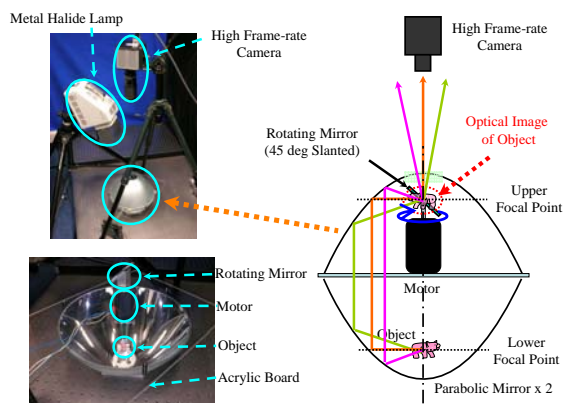 Metal Halide Lamp
High Frame-rate
Camera
High Frame-rate
Camera
Rotating Mirror
(45 deg Slanted)
Optical Image
of Object
Upper
Focal Point
Rotating Mirror
Motor
Object
Acrylic Board
Motor
Object
Lower
Focal Point
Parabolic Mirror x 2